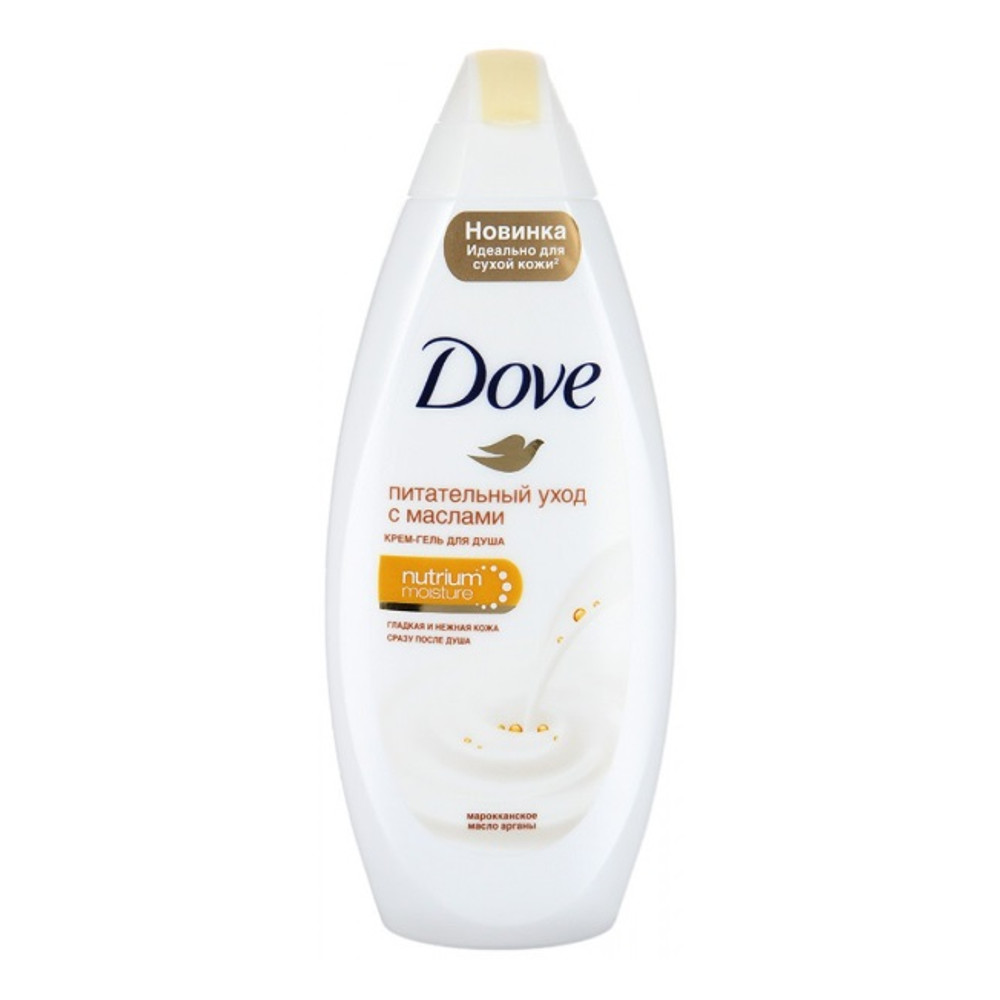 Новинка
Идеально для
сухой кожи²
Dove
питательный уход
с маслами
КРЕМ-ГЕЛЬ ДЛЯ ДУША
nutrium
moisture
ГЛАДКАЯ И НЕЖНАЯ КОЖА
СРАЗУ ПОСЛЕ ДУША
марокканское
масло арганы